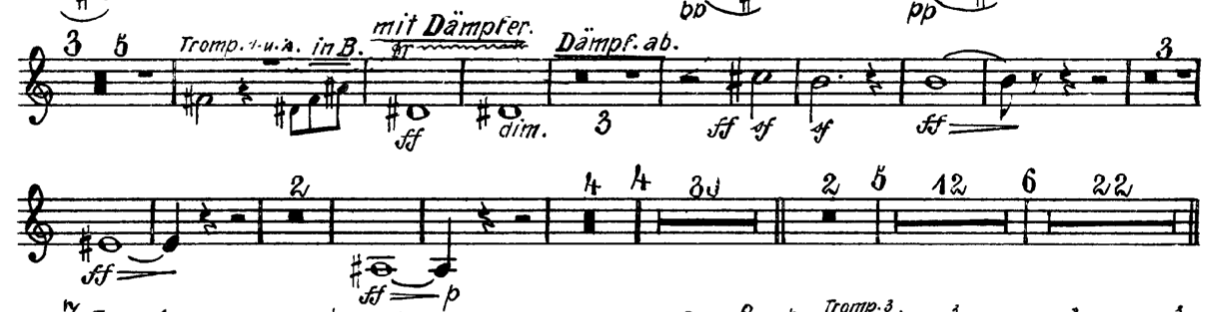 pp pp
mit Dämpfer.
3 5 Tromp. 1. u. 2. in B. tr Dämpf. ab. 3
ff dim. 3 ff sf sf ff
2 4 4 2 5 12 6 22
ff ff p
Tromp. 3